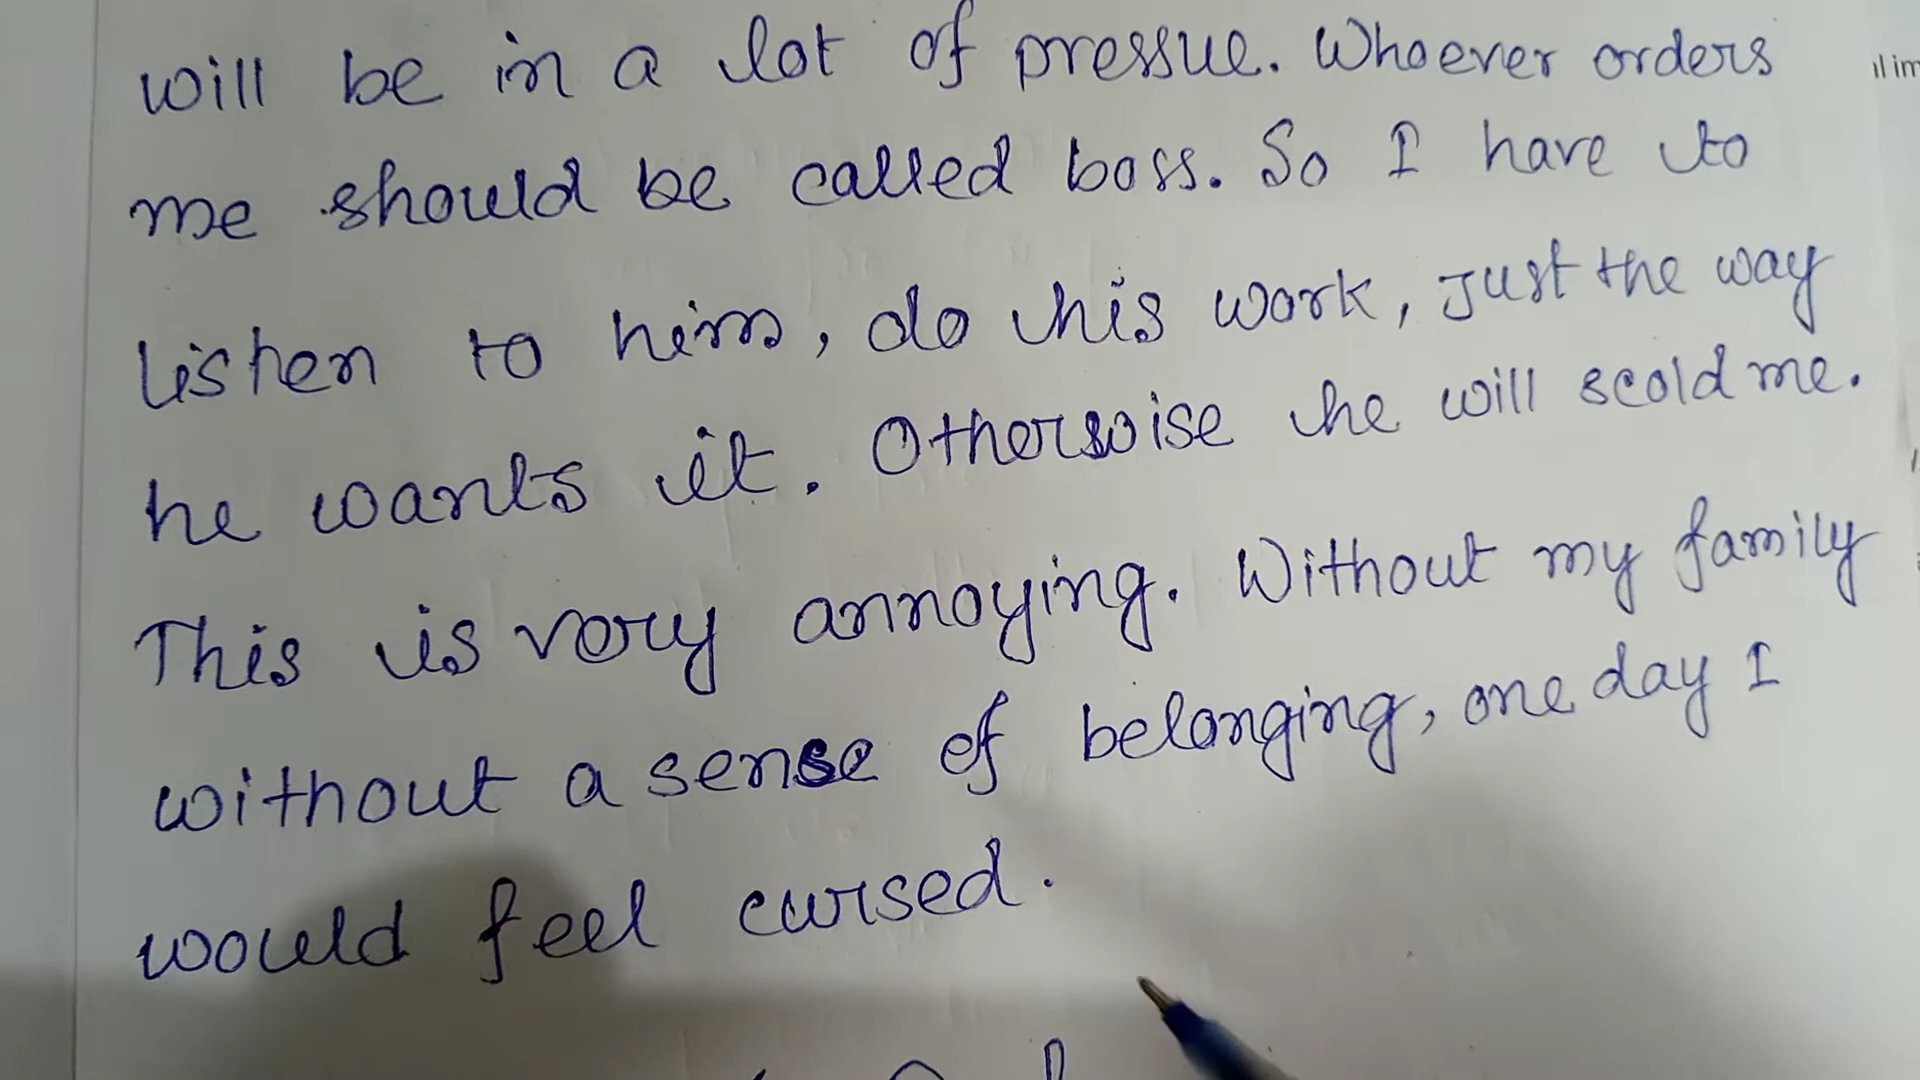 will be in a lot of pressue. Whoever orders
me should be called boss. So I have to
listen to him, do his work, Just the way
he wants it. Otherwise he will scold me.
This is very annoying. Without my family
without a sense of belonging, one day I
would feel cursed.